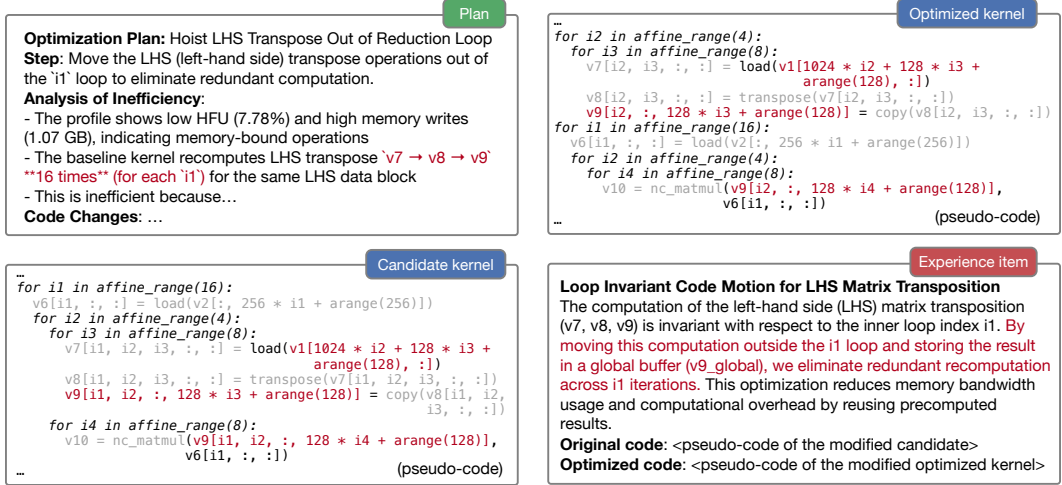 Plan
Optimization Plan: Hoist LHS Transpose Out of Reduction Loop
Step: Move the LHS (left-hand side) transpose operations out of
the `i1` loop to eliminate redundant computation.
Analysis of Inefficiency:
- The profile shows low HFU (7.78%) and high memory writes
(1.07 GB), indicating memory-bound operations
- The baseline kernel recomputes LHS transpose `v7 → v8 → v9`
**16 times** (for each `i1`) for the same LHS data block
- This is inefficient because…
Code Changes: …
Optimized kernel
…
for i2 in affine_range(4):
for i3 in affine_range(8):
v7[i2, i3, :, :] = load(v1[1024 * i2 + 128 * i3 +
arange(128), :])
v8[i2, i3, :, :] = transpose(v7[i2, i3, :, :])
v9[i2, :, 128 * i3 + arange(128)] = copy(v8[i2, i3, :, :])
for i1 in affine_range(16):
v6[i1, :, :] = load(v2[:, 256 * i1 + arange(256)])
for i2 in affine_range(4):
for i4 in affine_range(8):
v10 = nc_matmul(v9[i2, :, 128 * i4 + arange(128)],
v6[i1, :, :])
…
(pseudo-code)
Candidate kernel
…
for i1 in affine_range(16):
v6[i1, :, :] = load(v2[:, 256 * i1 + arange(256)])
for i2 in affine_range(4):
for i3 in affine_range(8):
v7[i1, i2, i3, :, :] = load(v1[1024 * i2 + 128 * i3 +
arange(128), :])
v8[i1, i2, i3, :, :] = transpose(v7[i1, i2, i3, :, :])
v9[i1, i2, :, 128 * i3 + arange(128)] = copy(v8[i1, i2,
i3, :, :])
for i4 in affine_range(8):
v10 = nc_matmul(v9[i1, i2, :, 128 * i4 + arange(128)],
v6[i1, :, :])
…
(pseudo-code)
Experience item
Loop Invariant Code Motion for LHS Matrix Transposition
The computation of the left-hand side (LHS) matrix transposition
(v7, v8, v9) is invariant with respect to the inner loop index i1. By
moving this computation outside the i1 loop and storing the result
in a global buffer (v9_global), we eliminate redundant recomputation
across i1 iterations. This optimization reduces memory bandwidth
usage and computational overhead by reusing precomputed
results.
Original code: <pseudo-code of the modified candidate>
Optimized code: <pseudo-code of the modified optimized kernel>